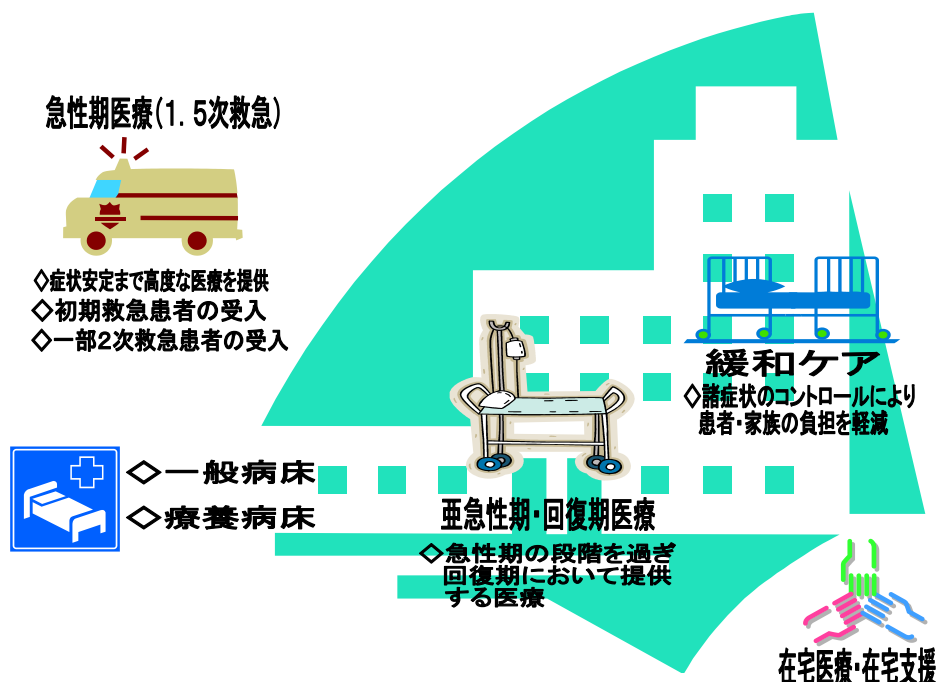 急性期医療(1.5次救急)
◇症状安定まで高度な医療を提供
◇初期救急患者の受入
◇一部2次救急患者の受入
緩和ケア
◇諸症状のコントロールにより
患者・家族の負担を軽減
◇一般病床
◇療養病床
亜急性期・回復期医療
◇急性期の段階を過ぎ
回復期において提供
する医療
在宅医療・在宅支援